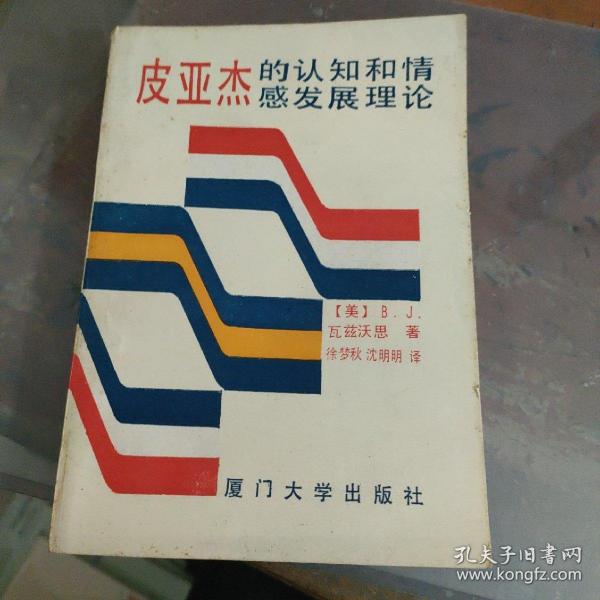 皮亚杰的认知和情
感发展理论
【美】B.J.
瓦兹沃思 著
徐梦秋 沈明明 译
厦门大学出版社
孔夫子旧书网
www.kongfz.com